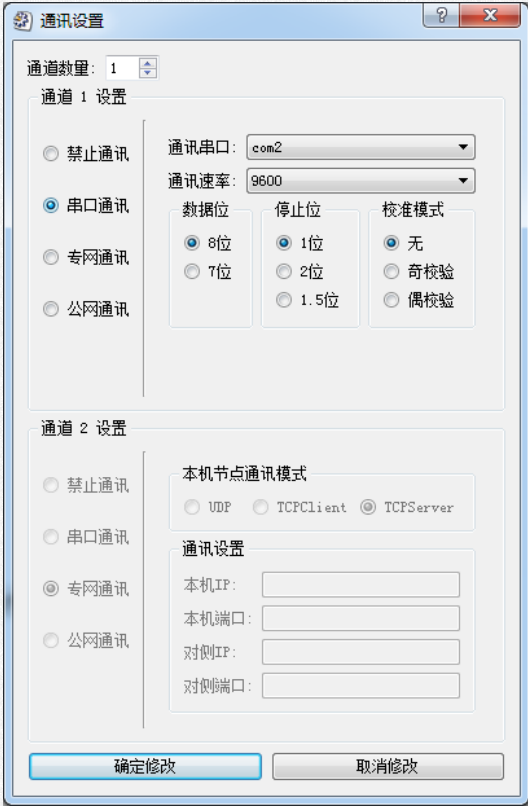 通讯设置
通道数量: 1
通道 1 设置
禁止通讯
串口通讯
专网通讯
公网通讯
通讯串口: com2
通讯速率: 9600
数据位
8位
7位
停止位
1位
2位
1.5位
校准模式
无
奇校验
偶校验
通道 2 设置
禁止通讯
串口通讯
专网通讯
公网通讯
本机节点通讯模式
UDP TCPClient TCPServer
通讯设置
本机IP:
本机端口:
对侧IP:
对侧端口:
确定修改 取消修改